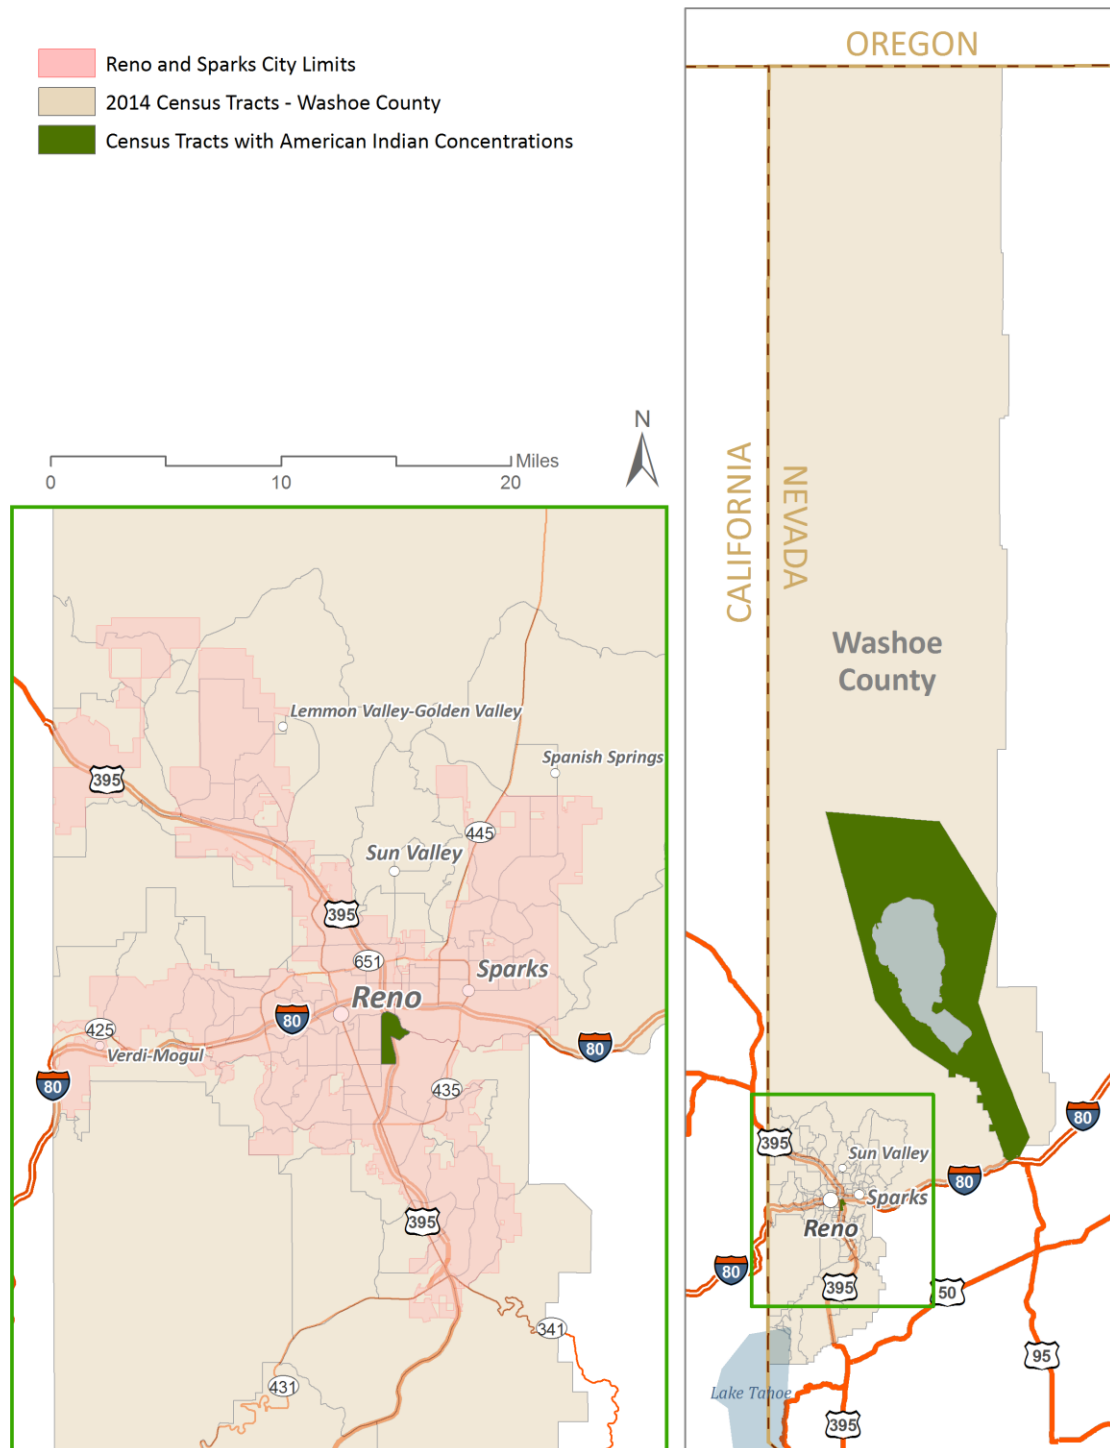 Reno and Sparks City Limits
2014 Census Tracts - Washoe County
Census Tracts with American Indian Concentrations
N
Miles
0 10 20
Lemmon Valley-Golden Valley
395
Spanish Springs
445
Sun Valley
395
651
Sparks
Reno
80
425
Verdi-Mogul
80
80
435
395
341
431
OREGON
CALIFORNIA
NEVADA
Washoe
County
80
395
Sun Valley
80
Sparks
Reno
80
395
50
95
Lake Tahoe
395